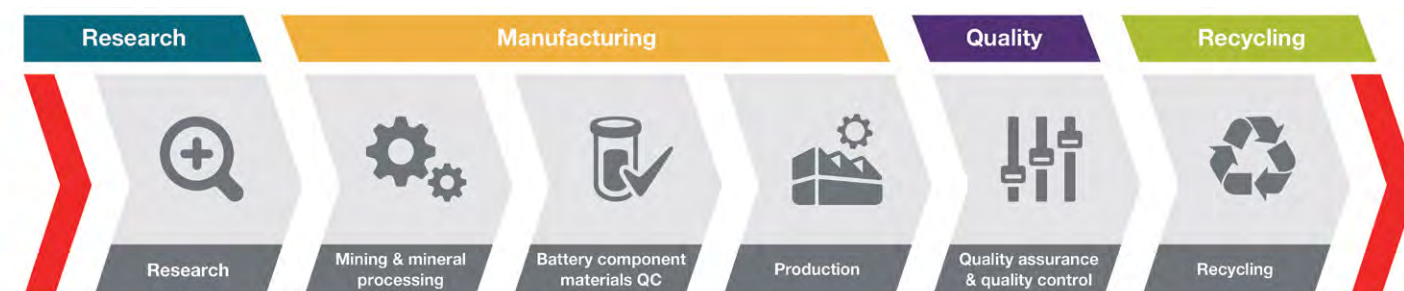 Research
Manufacturing
Quality
Recycling
Research
Mining & mineral
processing
Battery component
materials QC
Production
Quality assurance
& quality control
Recycling